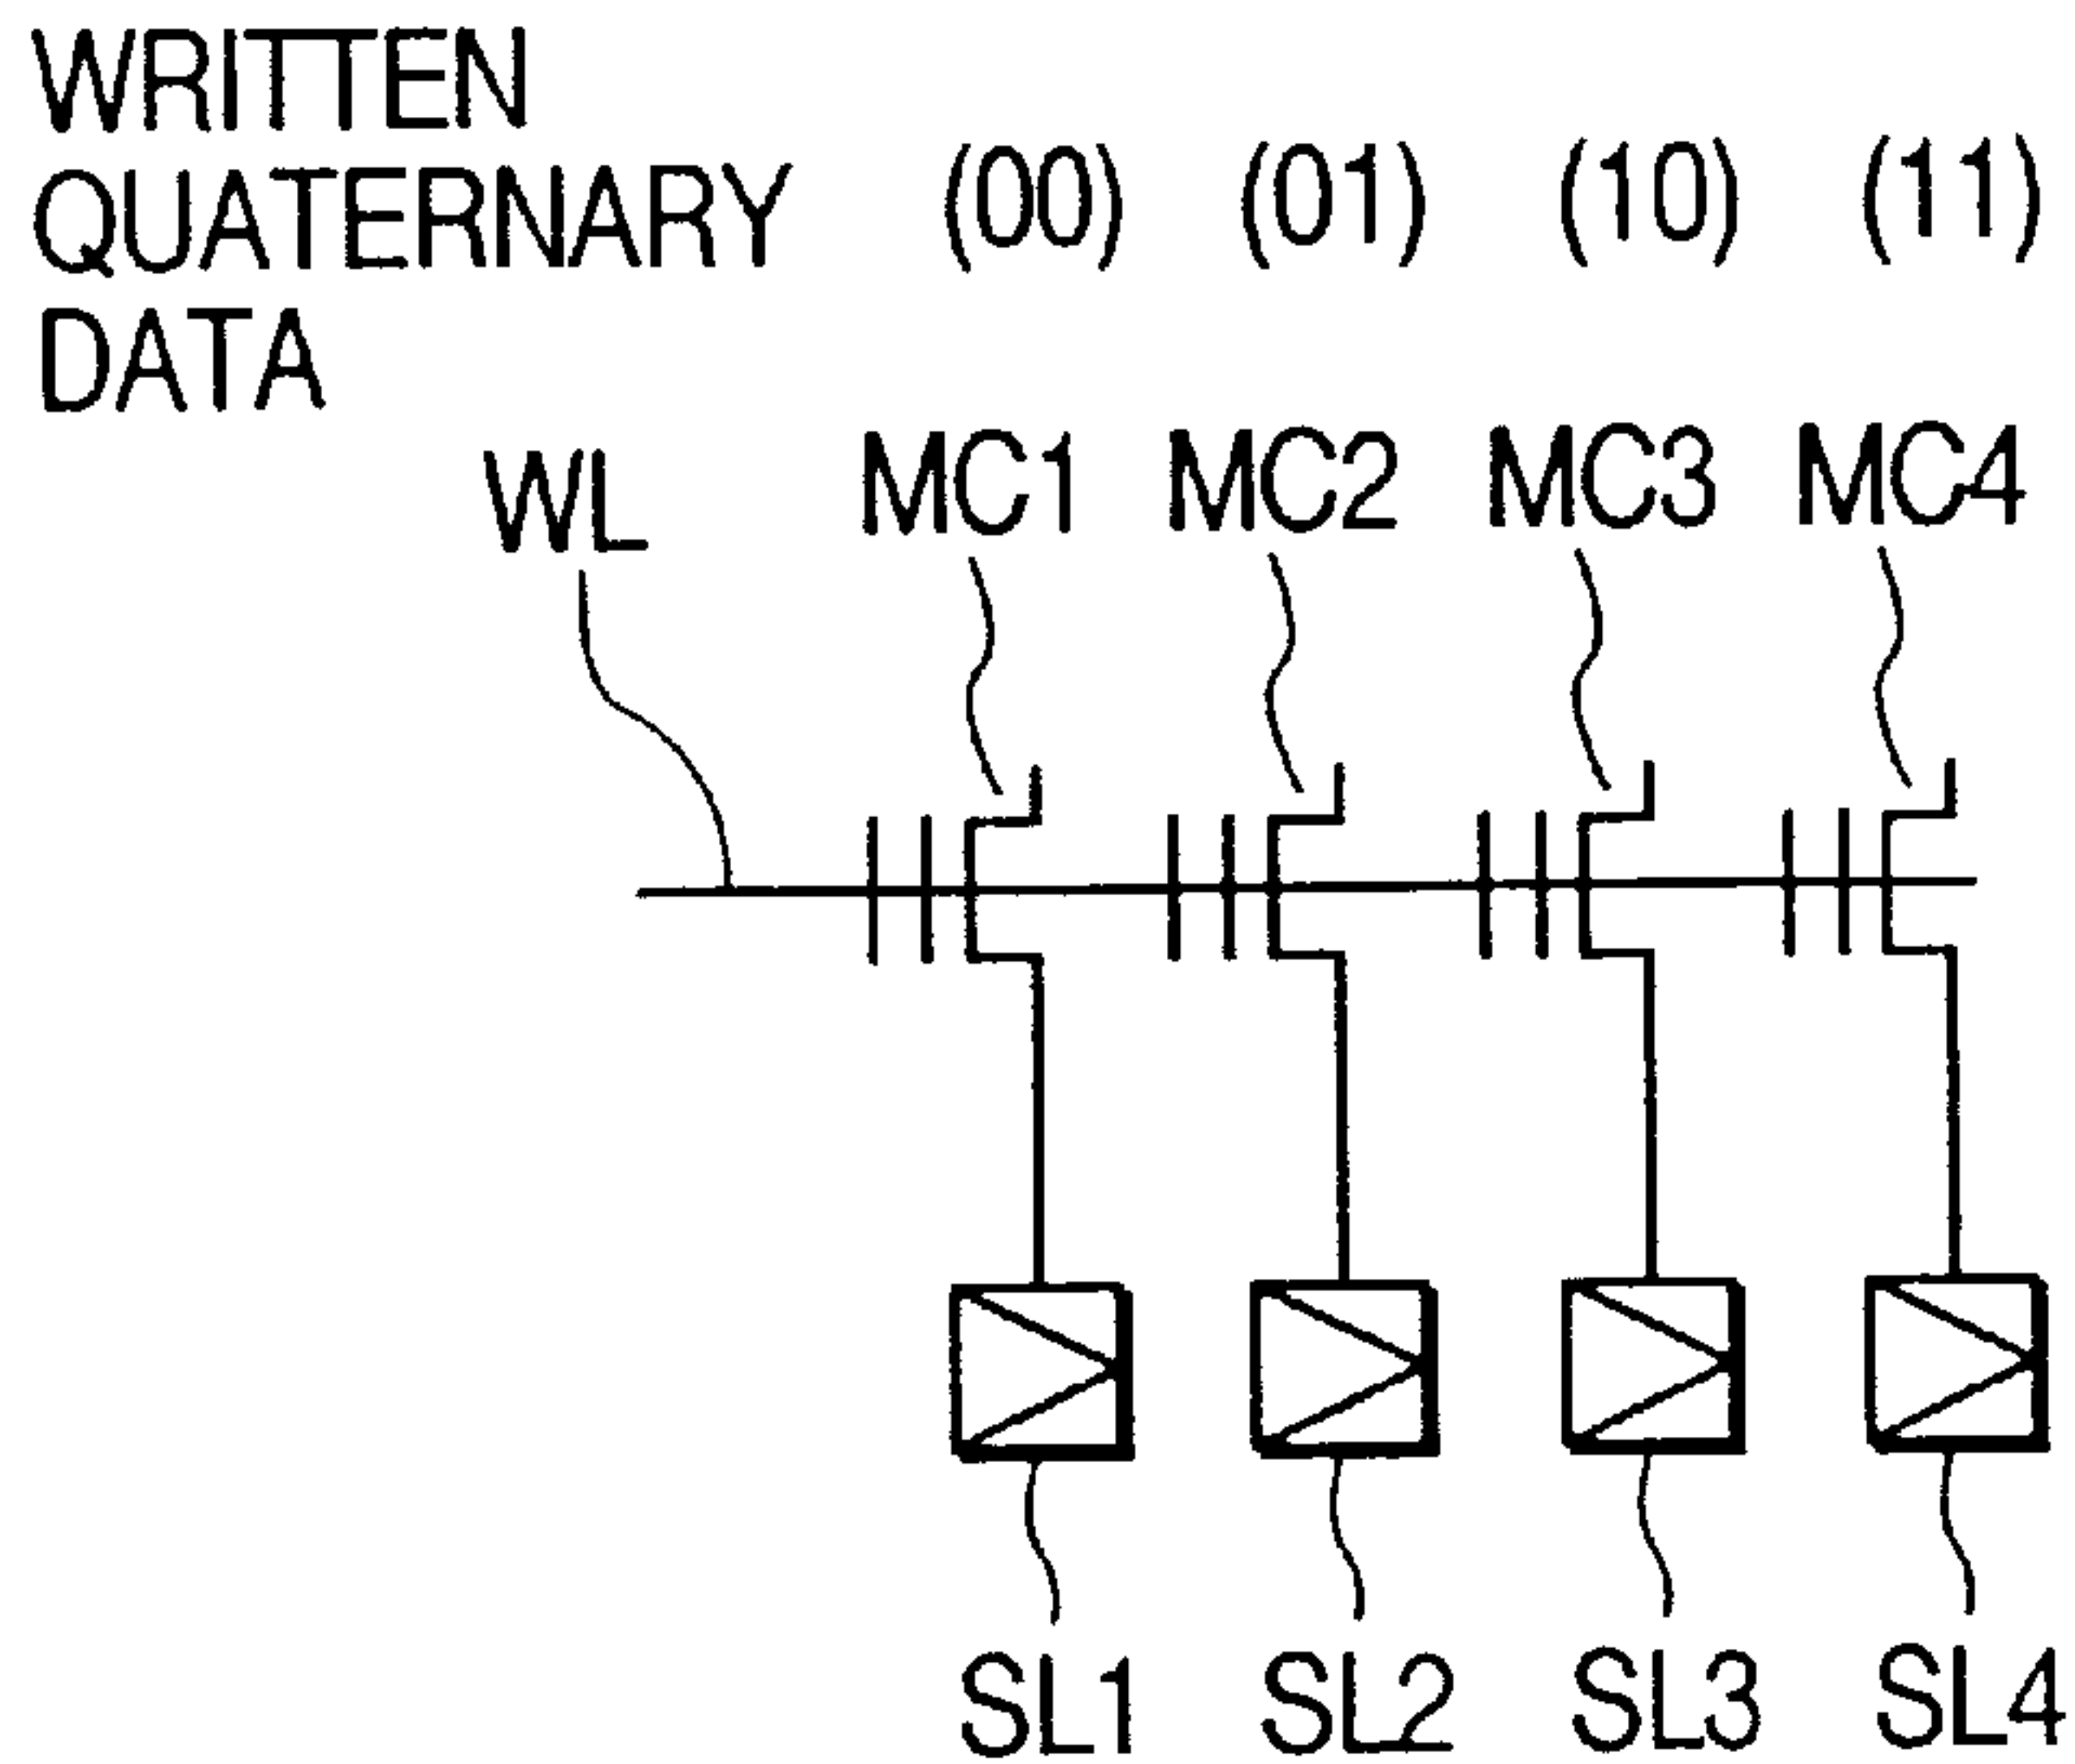 WRITTEN
QUATERNARY (00) (01) (10) (11)
DATA
WL MC1 MC2 MC3 MC4
SL1 SL2 SL3 SL4